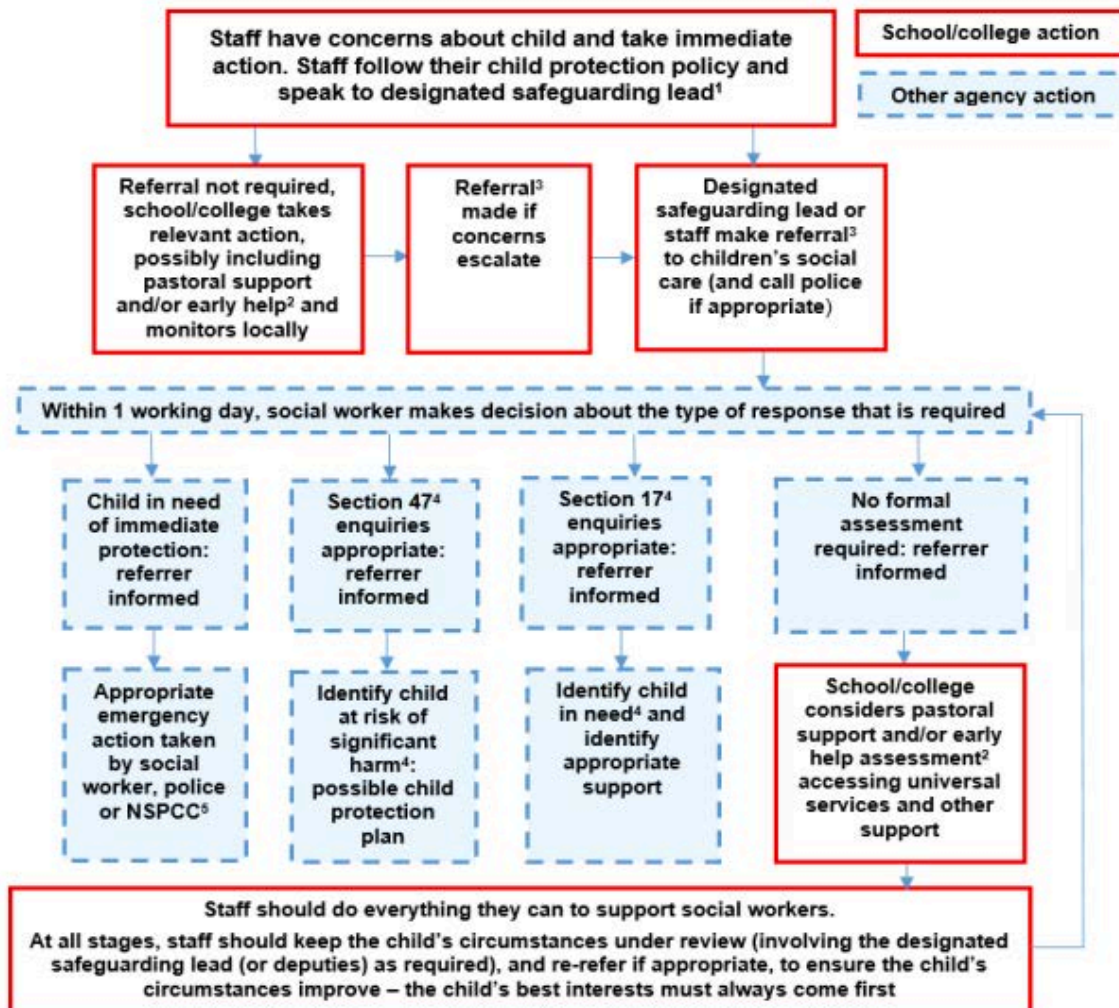 Staff have concerns about child and take immediate
action. Staff follow their child protection policy and
speak to designated safeguarding lead¹
School/college action
Other agency action
Referral not required,
school/college takes
relevant action,
possibly including
pastoral support
and/or early help² and
monitors locally
Referral³
made if
concerns
escalate
Designated
safeguarding lead or
staff make referral³
to children’s social
care (and call police
if appropriate)
Within 1 working day, social worker makes decision about the type of response that is required
Child in need
of immediate
protection:
referrer
informed
Section 47⁴
enquiries
appropriate:
referrer
informed
Section 17⁴
enquiries
appropriate:
referrer
informed
No formal
assessment
required: referrer
informed
Appropriate
emergency
action taken
by social
worker, police
or NSPCC⁵
Identify child
at risk of
significant
harm⁴:
possible child
protection
plan
Identify child
in need⁴ and
identify
appropriate
support
School/college
considers pastoral
support and/or early
help assessment²
accessing universal
services and other
support
Staff should do everything they can to support social workers.
At all stages, staff should keep the child’s circumstances under review (involving the designated
safeguarding lead (or deputies) as required), and re-refer if appropriate, to ensure the child’s
circumstances improve – the child’s best interests must always come first